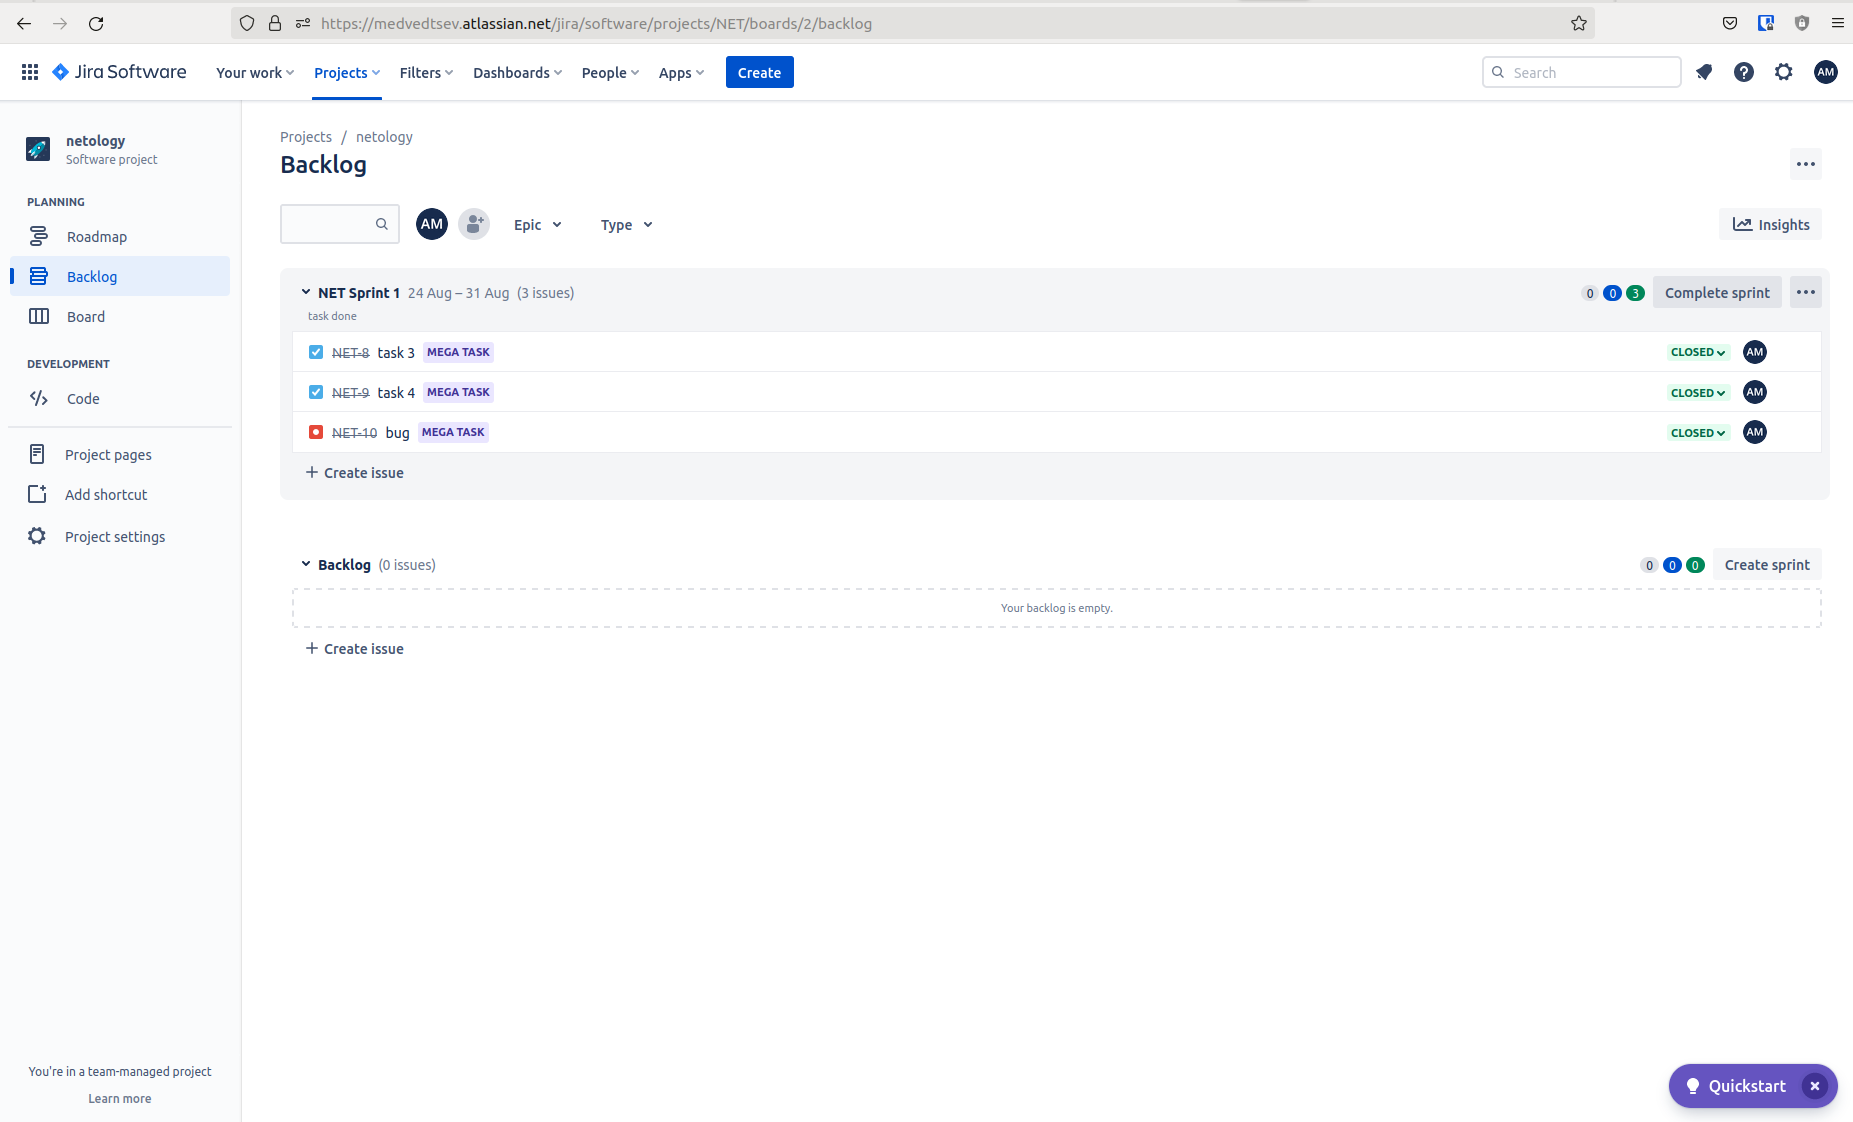 https://medvedtsev.atlassian.net/jira/software/projects/NET/boards/2/backlog
Jira Software Your work Projects Filters Dashboards People Apps Create Search AM
netology
Software project
PLANNING
Roadmap
Backlog
Board
DEVELOPMENT
Code
Project pages
Add shortcut
Project settings
You're in a team-managed project
Learn more
Projects / netology
Backlog
AM Epic Type Insights
NET Sprint 1 24 Aug – 31 Aug (3 issues) 0 0 3 Complete sprint
task done
NET-8 task 3 MEGA TASK CLOSED AM
NET-9 task 4 MEGA TASK CLOSED AM
NET-10 bug MEGA TASK CLOSED AM
+ Create issue
Backlog (0 issues) 0 0 0 Create sprint
Your backlog is empty.
+ Create issue
Quickstart